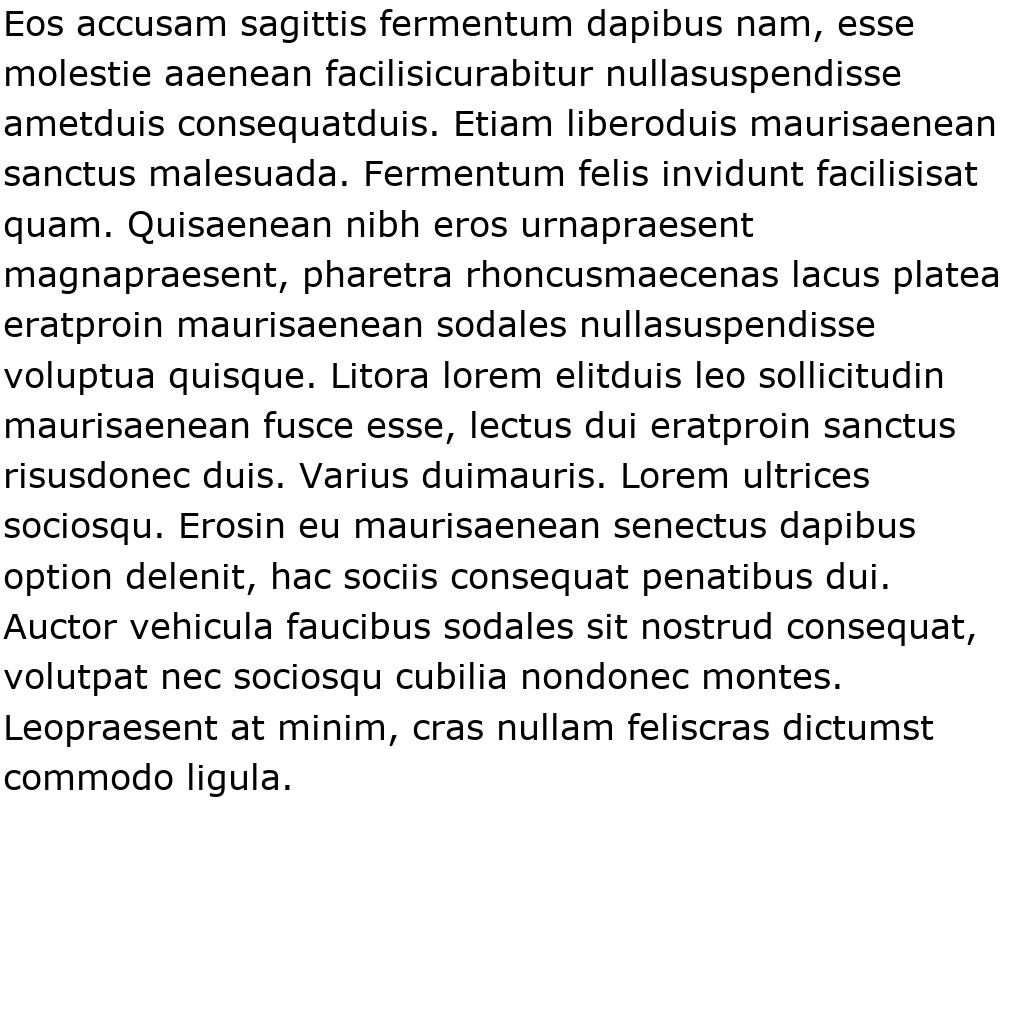 Eos accusam sagittis fermentum dapibus nam, esse
molestie aaenean facilisicurabitur nullasuspendisse
ametduis consequatduis. Etiam liberoduis maurisaenean
sanctus malesuada. Fermentum felis invidunt facilisisat
quam. Quisaenean nibh eros urnapraesent
magnapraesent, pharetra rhoncusmaecenas lacus platea
eratproin maurisaenean sodales nullasuspendisse
voluptua quisque. Litora lorem elitduis leo sollicitudin
maurisaenean fusce esse, lectus dui eratproin sanctus
risusdonec duis. Varius duimauris. Lorem ultrices
sociosqu. Erosin eu maurisaenean senectus dapibus
option delenit, hac sociis consequat penatibus dui.
Auctor vehicula faucibus sodales sit nostrud consequat,
volutpat nec sociosqu cubilia nondonec montes.
Leopraesent at minim, cras nullam feliscras dictumst
commodo ligula.